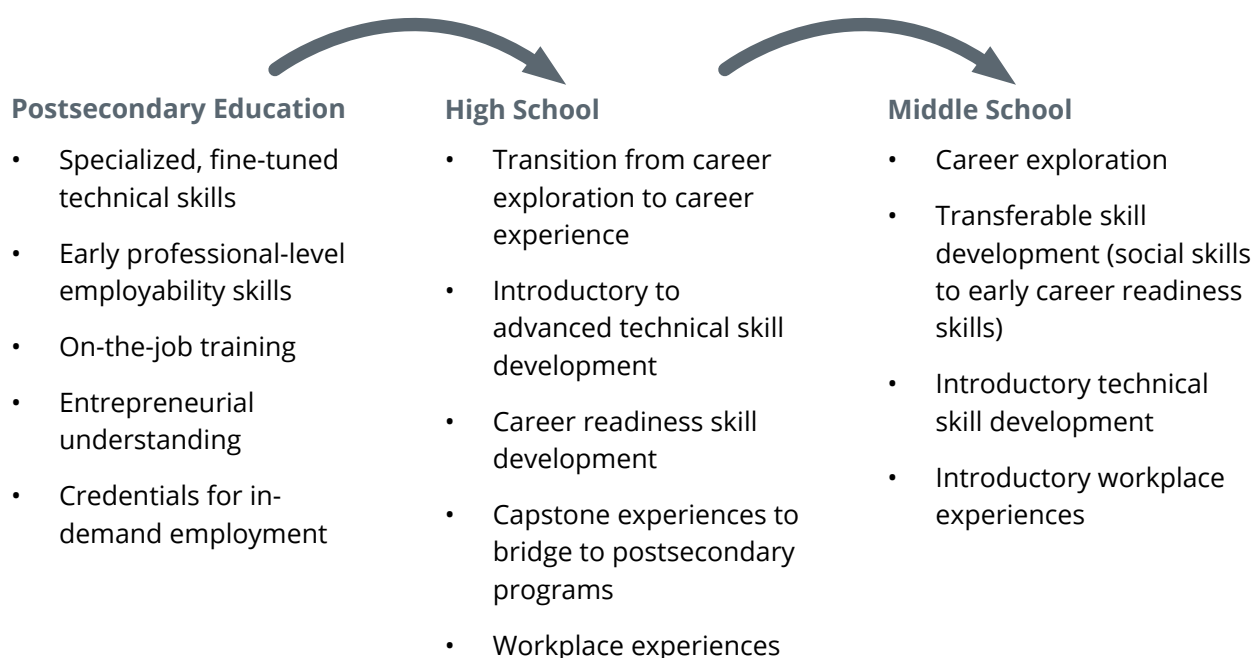 Postsecondary Education
• Specialized, fine-tuned
technical skills
• Early professional-level
employability skills
• On-the-job training
• Entrepreneurial
understanding
• Credentials for in-
demand employment
High School
• Transition from career
exploration to career
experience
• Introductory to
advanced technical skill
development
• Career readiness skill
development
• Capstone experiences to
bridge to postsecondary
programs
• Workplace experiences
Middle School
• Career exploration
• Transferable skill
development (social skills
to early career readiness
skills)
• Introductory technical
skill development
• Introductory workplace
experiences